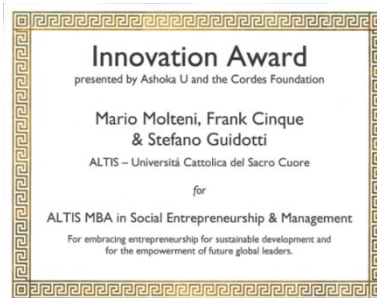 Innovation Award
presented by Ashoka U and the Cordes Foundation
Mario Molteni, Frank Cinque
& Stefano Guidotti
ALTIS – Universitá Cattolica del Sacro Cuore
for
ALTIS MBA in Social Entrepreneurship & Management
For embracing entrepreneurship for sustainable development and
for the empowerment of future global leaders.